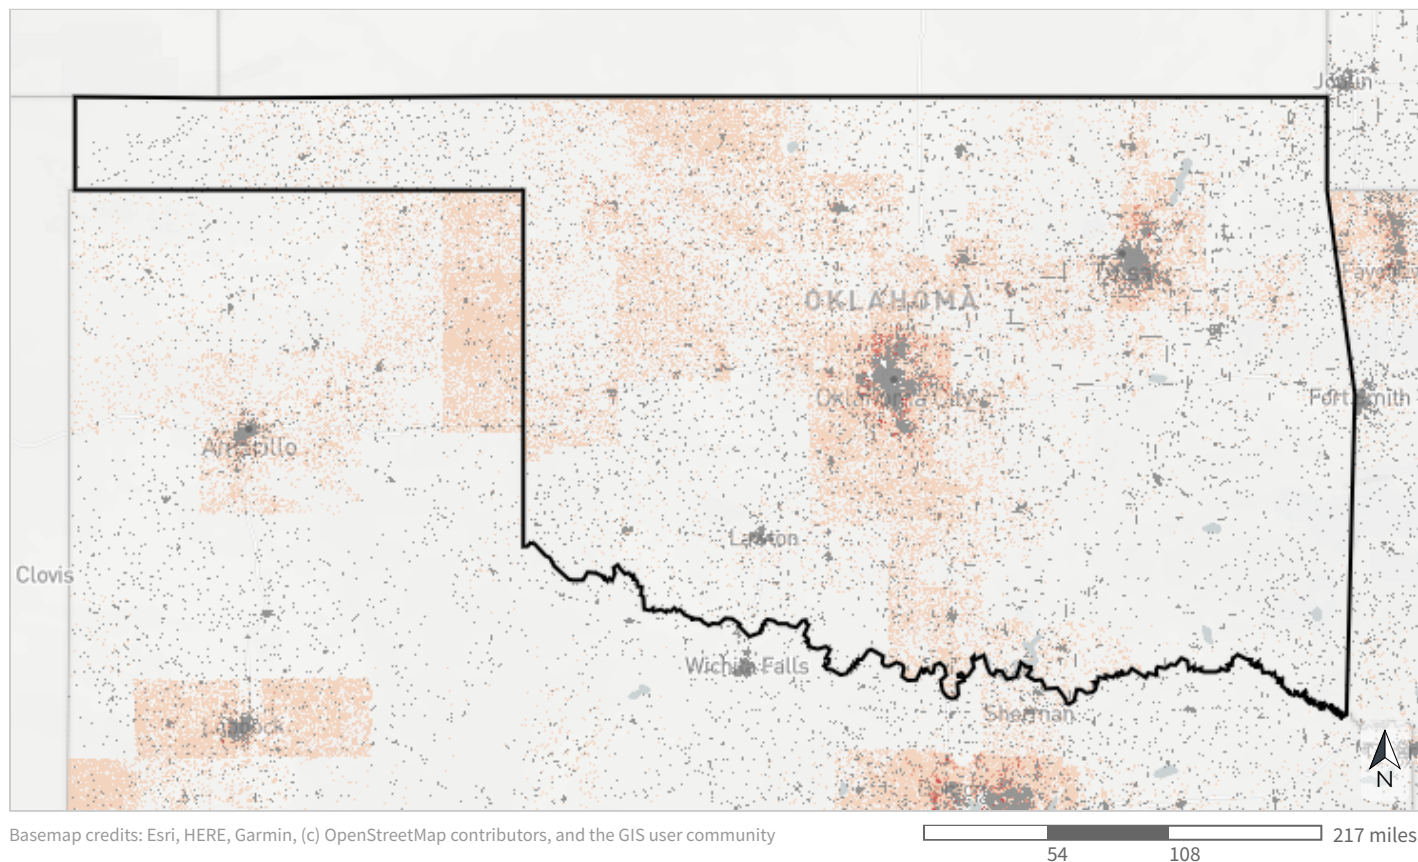 Joplin
OKLAHOMA
Tulsa
Oklahoma City
Fort Smith
Amarillo
Lawton
Clovis
Wichita Falls
Sherman
Lubbock
N
Basemap credits: Esri, HERE, Garmin, (c) OpenStreetMap contributors, and the GIS user community
217 miles
54 108